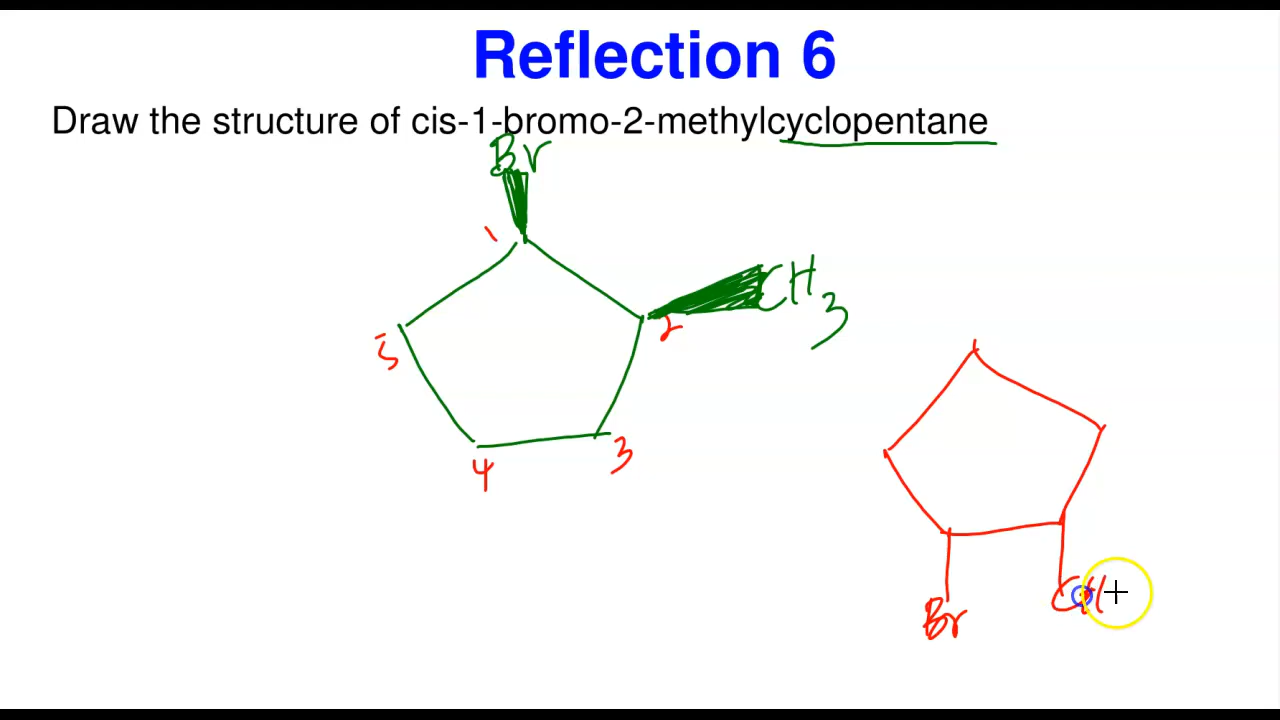 Reflection 6
Draw the structure of cis-1-bromo-2-methylcyclopentane
Br
1
CH3
2
5
3
4
Br
CH